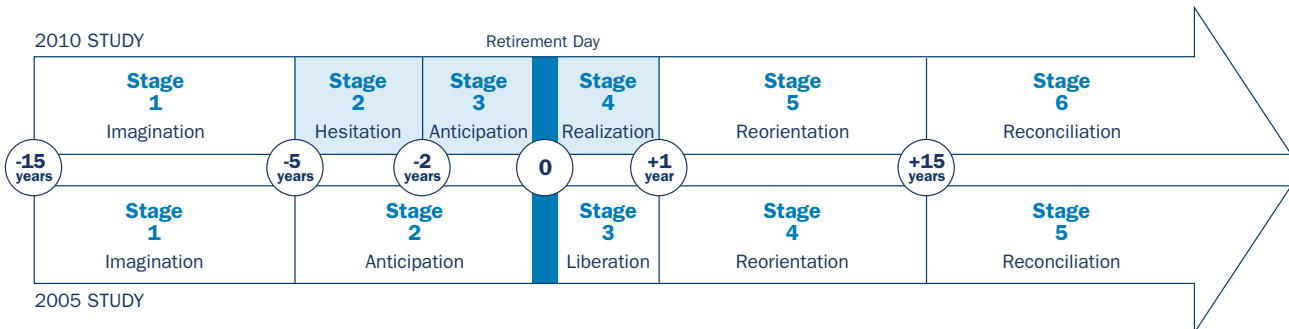 2010 STUDY
Retirement Day
Stage
1
Imagination
Stage
2
Hesitation
Stage
3
Anticipation
Stage
4
Realization
Stage
5
Reorientation
Stage
6
Reconciliation
-15
years
-5
years
-2
years
0
+1
year
+15
years
Stage
1
Imagination
Stage
2
Anticipation
Stage
3
Liberation
Stage
4
Reorientation
Stage
5
Reconciliation
2005 STUDY